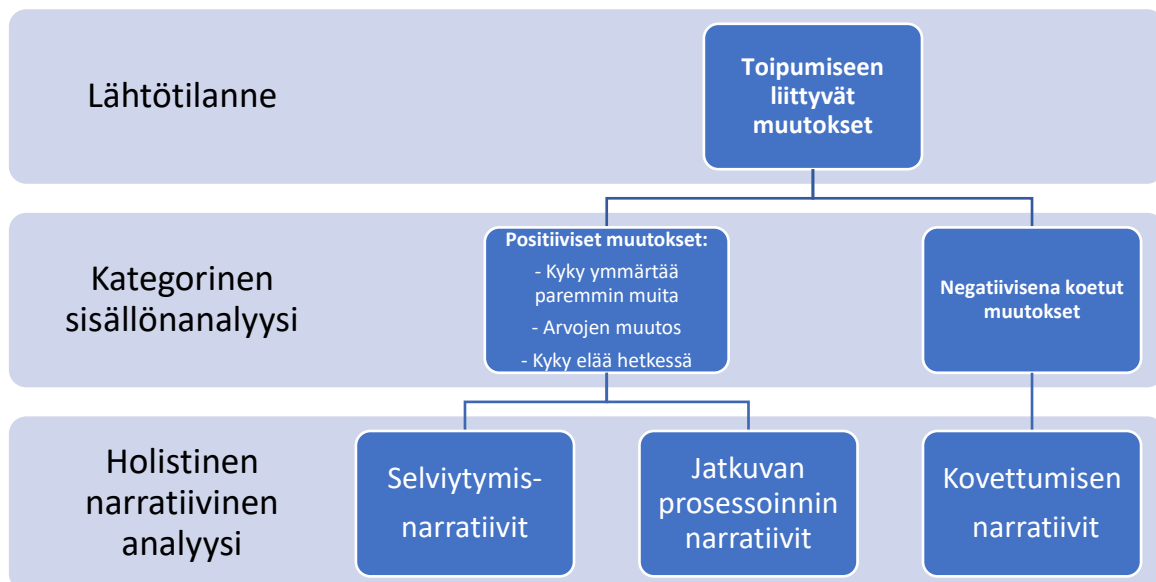 Lähtötilanne
Toipumiseen
liittyvät
muutokset
Kategorinen
sisällönanalyysi
Positiiviset muutokset:
- Kyky ymmärtää
paremmin muita
- Arvojen muutos
- Kyky elää hetkessä
Negatiivisena koetut
muutokset
Holistinen
narratiivinen
analyysi
Selviytymis-
narratiivit
Jatkuvan
prosessoinnin
narratiivit
Kovettumisen
narratiivit